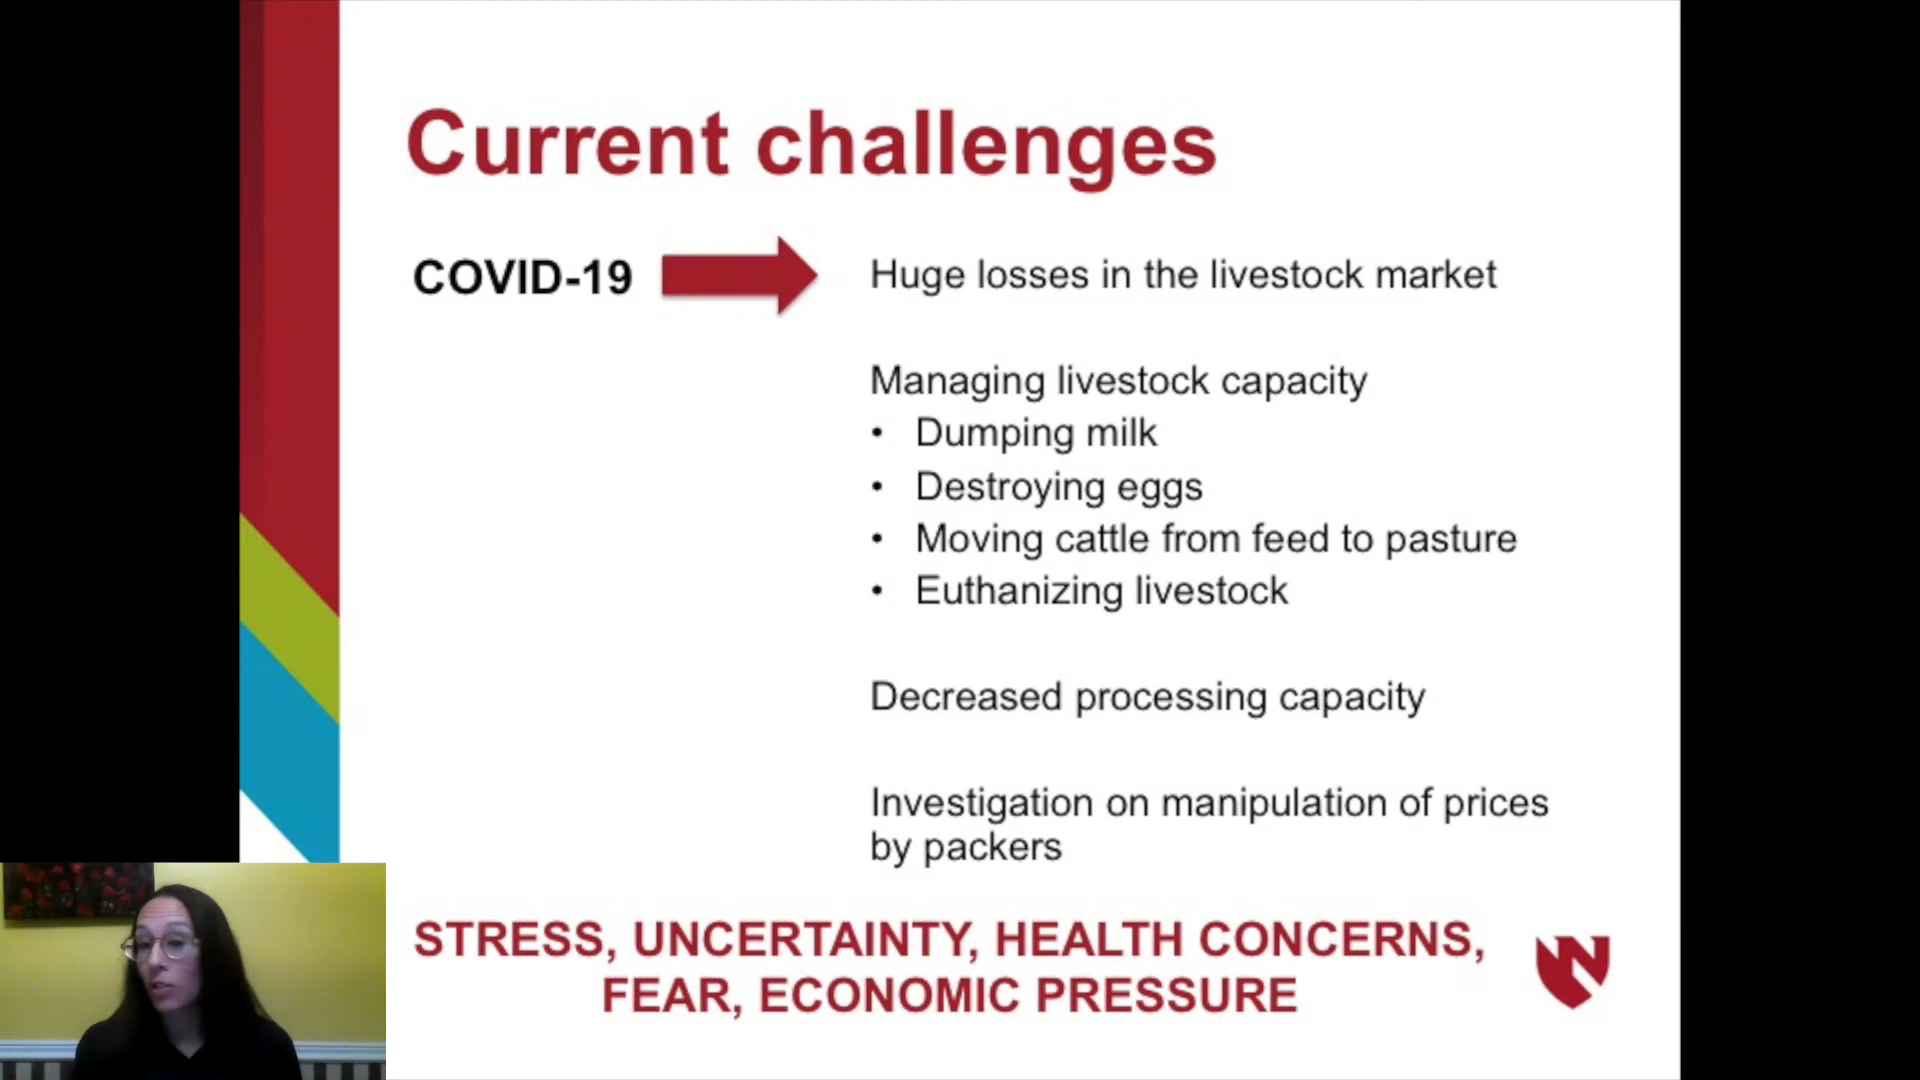 Current challenges
COVID-19
Huge losses in the livestock market
Managing livestock capacity
• Dumping milk
• Destroying eggs
• Moving cattle from feed to pasture
• Euthanizing livestock
Decreased processing capacity
Investigation on manipulation of prices
by packers
STRESS, UNCERTAINTY, HEALTH CONCERNS,
FEAR, ECONOMIC PRESSURE
N